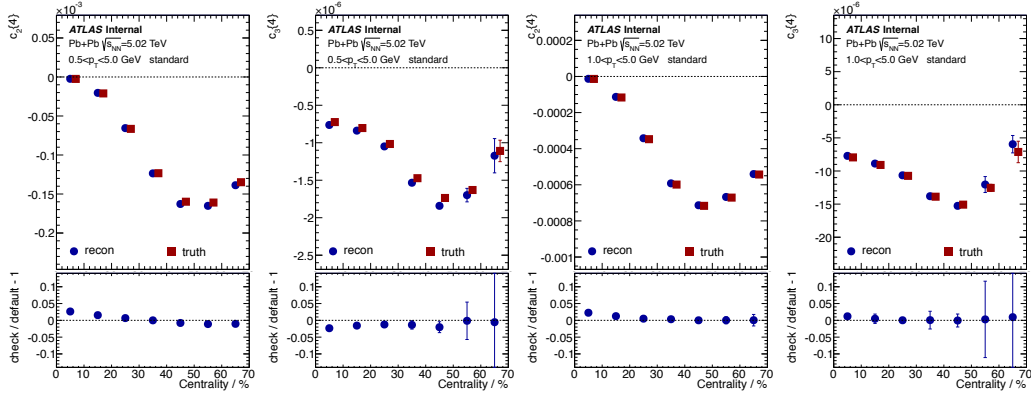 c₂{4}
×10⁻³
ATLAS Internal
Pb+Pb √s_NN=5.02 TeV
0.5<p_T<5.0 GeV standard
0.05
0
-0.05
-0.1
-0.15
-0.2
recon
truth
check / default - 1
0.1
0.05
0
-0.05
-0.1
0 10 20 30 40 50 60 70
Centrality / %
c₃{4}
×10⁻⁶
ATLAS Internal
Pb+Pb √s_NN=5.02 TeV
0.5<p_T<5.0 GeV standard
0.5
0
-0.5
-1
-1.5
-2
-2.5
recon
truth
check / default - 1
0.1
0.05
0
-0.05
-0.1
0 10 20 30 40 50 60 70
Centrality / %
c₂{4}
ATLAS Internal
Pb+Pb √s_NN=5.02 TeV
1.0<p_T<5.0 GeV standard
0.0002
0
-0.0002
-0.0004
-0.0006
-0.0008
-0.001
recon
truth
check / default - 1
0.1
0.05
0
-0.05
-0.1
0 10 20 30 40 50 60 70
Centrality / %
c₃{4}
×10⁻⁶
ATLAS Internal
Pb+Pb √s_NN=5.02 TeV
1.0<p_T<5.0 GeV standard
10
5
0
-5
-10
-15
-20
recon
truth
check / default - 1
0.1
0.05
0
-0.05
-0.1
0 10 20 30 40 50 60 70
Centrality / %